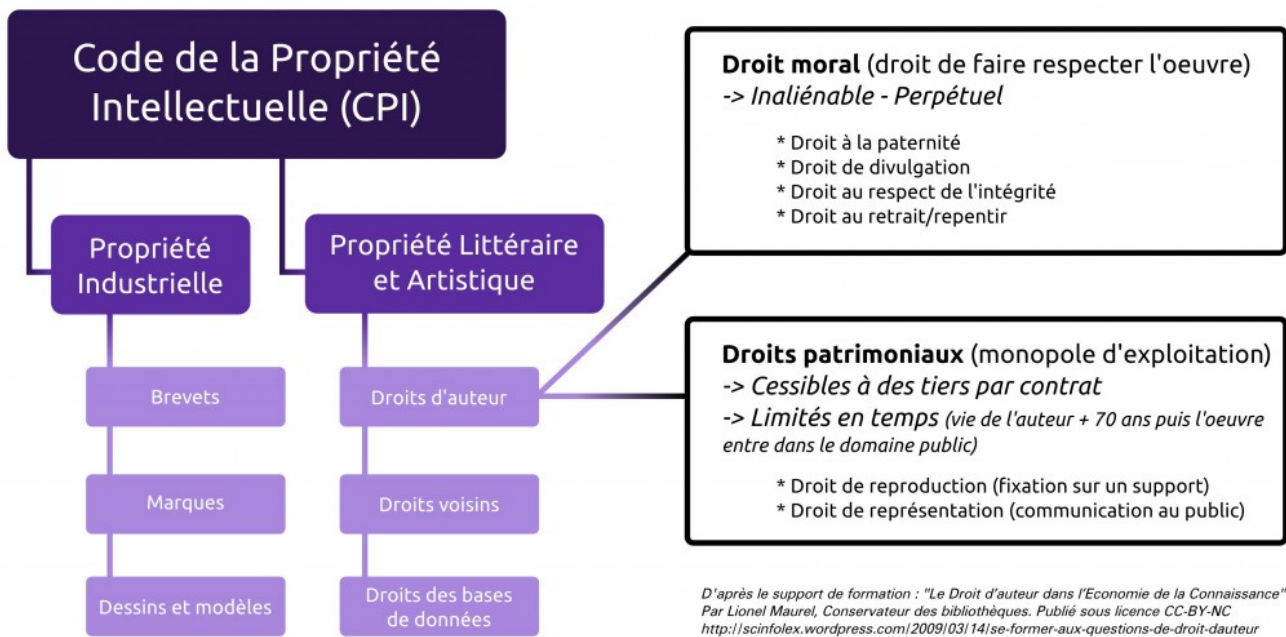 Code de la Propriété
Intellectuelle (CPI)
Propriété
Industrielle
Brevets
Marques
Dessins et modèles
Propriété Littéraire
et Artistique
Droits d'auteur
Droits voisins
Droits des bases
de données
Droit moral (droit de faire respecter l'oeuvre)
-> Inaliénable - Perpétuel
* Droit à la paternité
* Droit de divulgation
* Droit au respect de l'intégrité
* Droit au retrait/repentir
Droits patrimoniaux (monopole d'exploitation)
-> Cessibles à des tiers par contrat
-> Limités en temps (vie de l'auteur + 70 ans puis l'oeuvre
entre dans le domaine public)
* Droit de reproduction (fixation sur un support)
* Droit de représentation (communication au public)
D'après le support de formation : "Le Droit d'auteur dans l'Economie de la Connaissance"
Par Lionel Maurel, Conservateur des bibliothèques. Publié sous licence CC-BY-NC
http://scinfolex.wordpress.com/2009/03/14/se-former-aux-questions-de-droit-dauteur